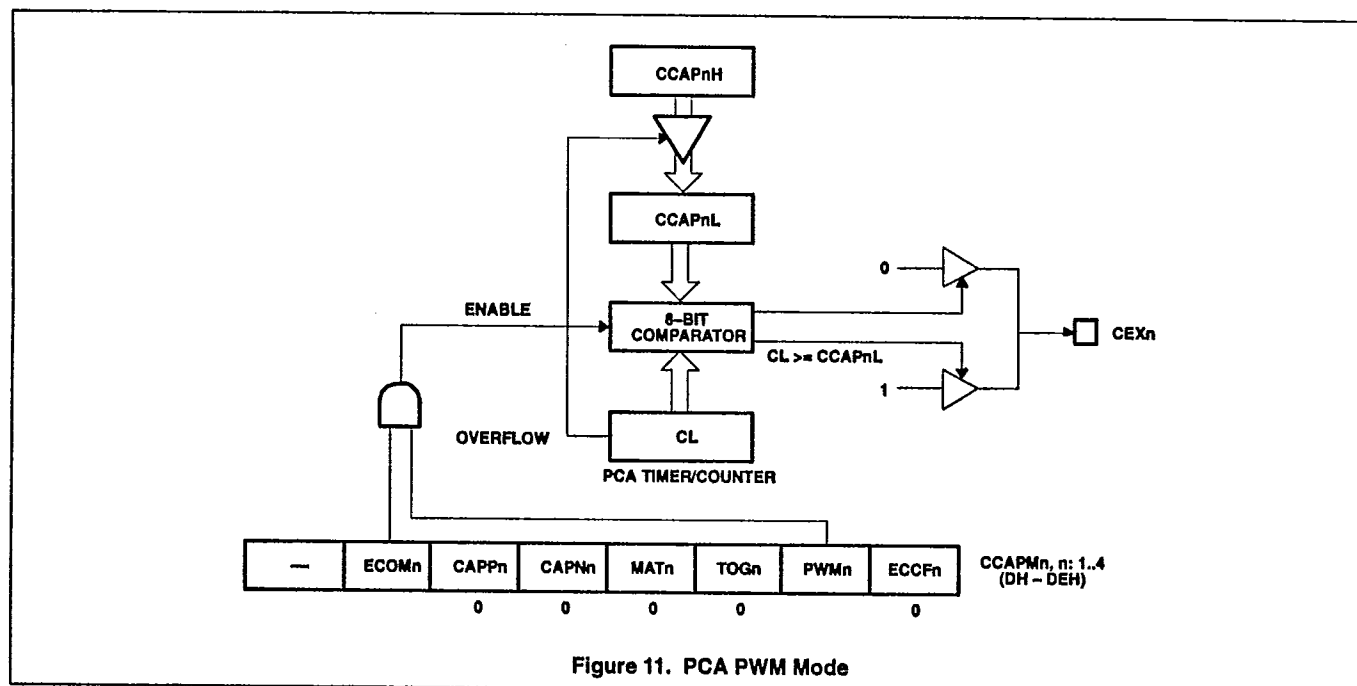 CCAPnH
CCAPnL
0
ENABLE
8–BIT
COMPARATOR
CEXn
CL >= CCAPnL
1
OVERFLOW
CL
PCA TIMER/COUNTER
— ECOMn CAPPn CAPNn MATn TOGn PWMn ECCFn
CCAPMn, n: 1..4
(DH – DEH)
0 0 0 0 0
Figure 11. PCA PWM Mode